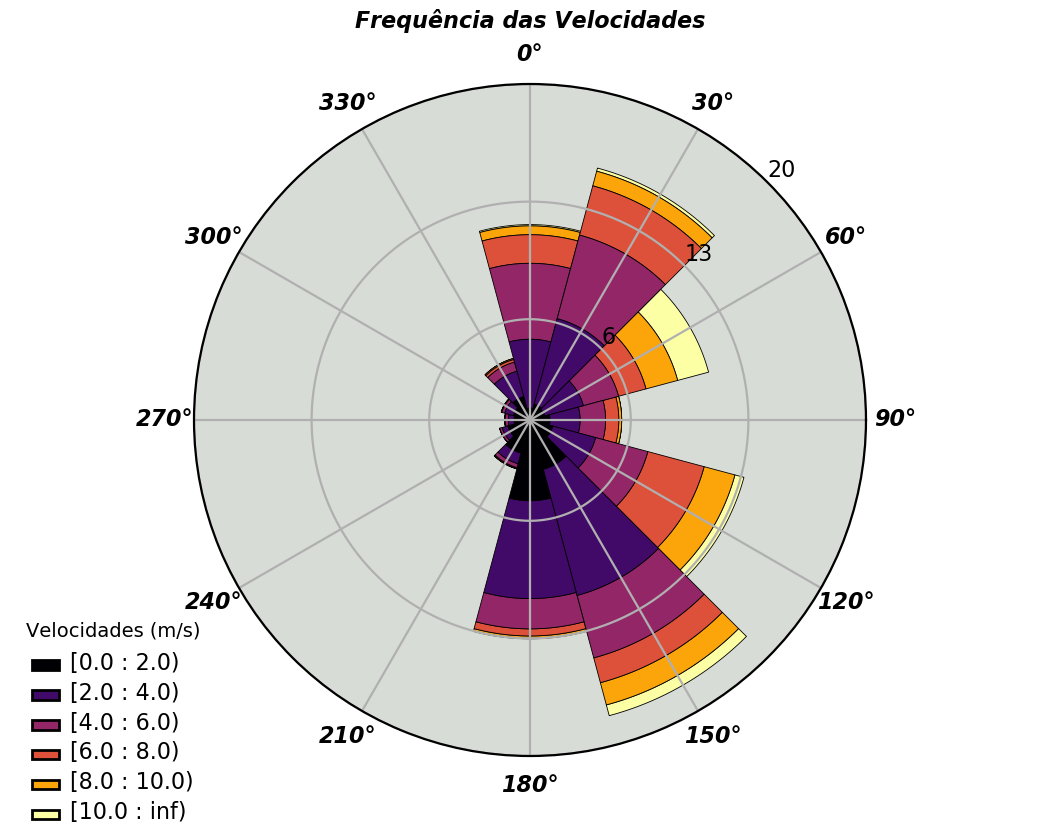 Frequência das Velocidades
0°
330°
30°
20
300°
60°
13
6
270°
90°
240°
120°
210°
150°
180°
Velocidades (m/s)
[0.0 : 2.0)
[2.0 : 4.0)
[4.0 : 6.0)
[6.0 : 8.0)
[8.0 : 10.0)
[10.0 : inf)